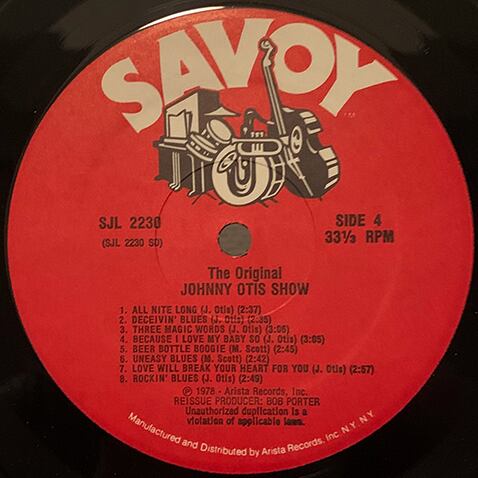 SAVOY
SJL 2230
(SJL 2230 SD)
SIDE 4
33⅓ RPM
The Original
JOHNNY OTIS SHOW
1. ALL NITE LONG (J. Otis) (2:37)
2. DECEIVIN' BLUES (J. Otis) (2:35)
3. THREE MAGIC WORDS (J. Otis) (3:05)
4. BECAUSE I LOVE MY BABY SO (J. Otis) (3:05)
5. BEER BOTTLE BOOGIE (M. Scott) (2:45)
6. UNEASY BLUES (M. Scott) (2:42)
7. LOVE WILL BREAK YOUR HEART FOR YOU (J. Otis) (2:57)
8. ROCKIN' BLUES (J. Otis) (2:49)
℗ 1978 - Arista Records, Inc.
REISSUE PRODUCER: BOB PORTER
Unauthorized duplication is a
violation of applicable laws.
Manufactured and Distributed by Arista Records, Inc. N.Y., N.Y.